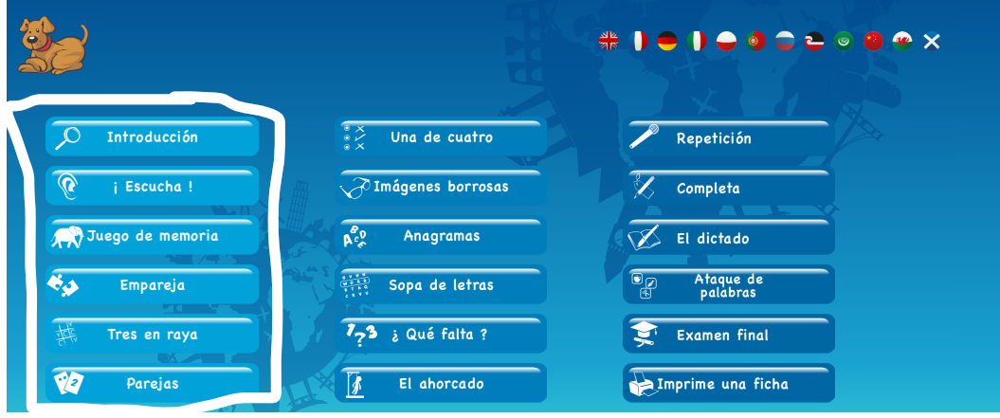 Introducción
¡ Escucha !
Juego de memoria
Empareja
Tres en raya
Parejas
Una de cuatro
Imágenes borrosas
Anagramas
Sopa de letras
¿ Qué falta ?
El ahorcado
Repetición
Completa
El dictado
Ataque de
palabras
Examen final
Imprime una ficha